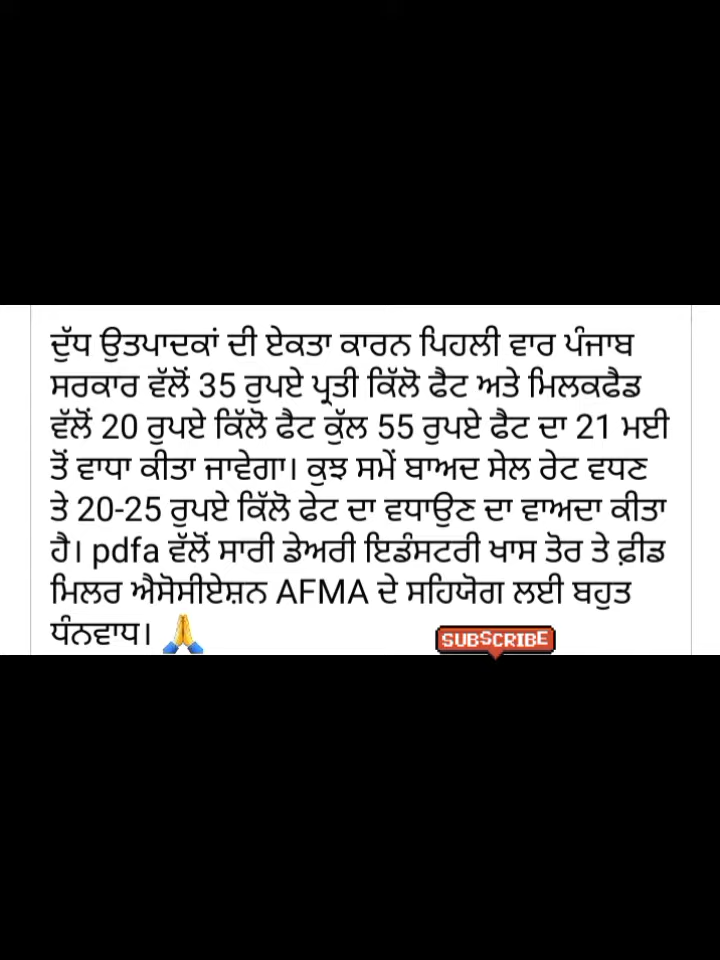 ਦੁੱਧ ਉਤਪਾਦਕਾਂ ਦੀ ਏਕਤਾ ਕਾਰਨ ਪਿਹਲੀ ਵਾਰ ਪੰਜਾਬ
ਸਰਕਾਰ ਵੱਲੋਂ 35 ਰੁਪਏ ਪ੍ਰਤੀ ਕਿੱਲੋ ਫੈਟ ਅਤੇ ਮਿਲਕਫੈਡ
ਵੱਲੋਂ 20 ਰੁਪਏ ਕਿੱਲੋ ਫੈਟ ਕੁੱਲ 55 ਰੁਪਏ ਫੈਟ ਦਾ 21 ਮਈ
ਤੋਂ ਵਾਧਾ ਕੀਤਾ ਜਾਵੇਗਾ। ਕੁਝ ਸਮੇਂ ਬਾਅਦ ਸੇਲ ਰੇਟ ਵਧਣ
ਤੇ 20-25 ਰੁਪਏ ਕਿੱਲੋ ਫੇਟ ਦਾ ਵਧਾਉਣ ਦਾ ਵਾਅਦਾ ਕੀਤਾ
ਹੈ। pdfa ਵੱਲੋਂ ਸਾਰੀ ਡੇਅਰੀ ਇਡੰਸਟਰੀ ਖਾਸ ਤੋਰ ਤੇ ਫ਼ੀਡ
ਮਿਲਰ ਐਸੋਸੀਏਸ਼ਨ AFMA ਦੇ ਸਹਿਯੋਗ ਲਈ ਬਹੁਤ
ਧੰਨਵਾਧ। 🙏
SUBSCRIBE